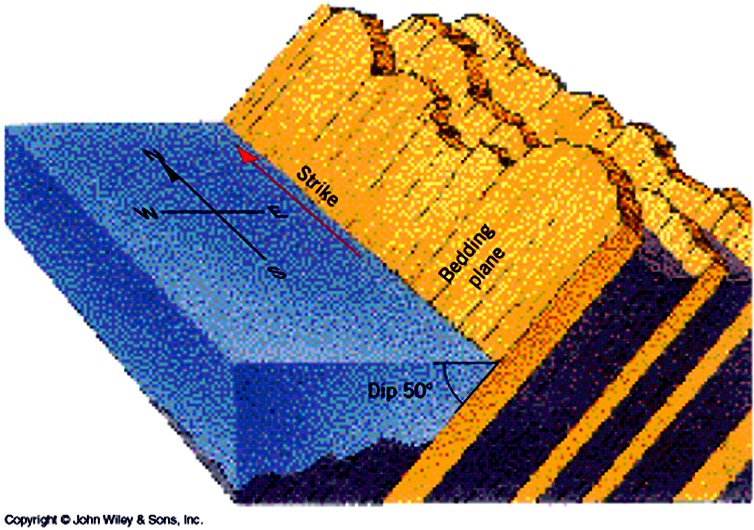 N
Strike
W E
S
Bedding
plane
Dip 50°
Copyright © John Wiley & Sons, Inc.